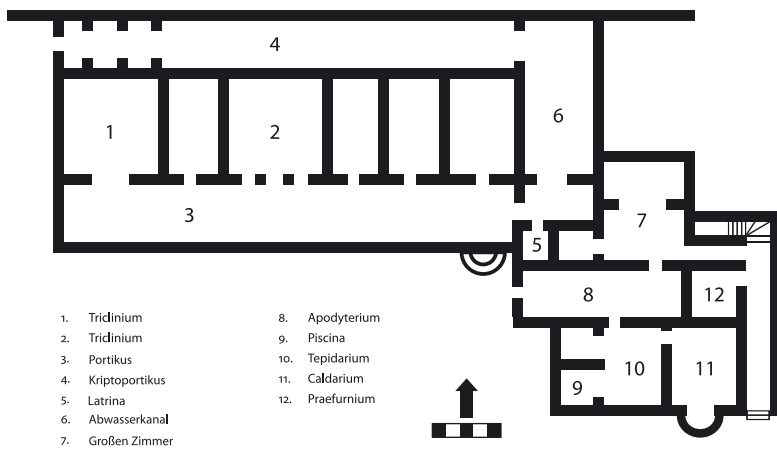 4
1
2
6
3
7
5
8
12
10
11
9
1. Triclinium
2. Triclinium
3. Portikus
4. Kriptoportikus
5. Latrina
6. Abwasserkanal
7. Großen Zimmer
8. Apodyterium
9. Piscina
10. Tepidarium
11. Caldarium
12. Praefurnium